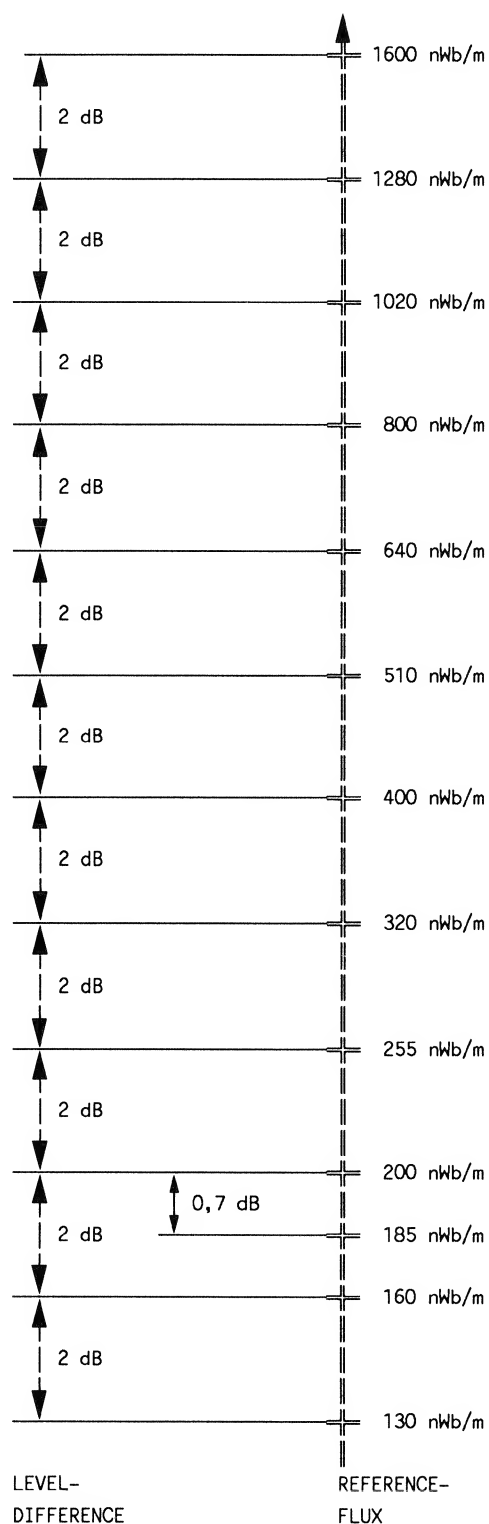 1600 nWb/m
2 dB
1280 nWb/m
2 dB
1020 nWb/m
2 dB
800 nWb/m
2 dB
640 nWb/m
2 dB
510 nWb/m
2 dB
400 nWb/m
2 dB
320 nWb/m
2 dB
255 nWb/m
2 dB
200 nWb/m
0,7 dB
2 dB
185 nWb/m
160 nWb/m
2 dB
130 nWb/m
LEVEL-
DIFFERENCE
REFERENCE-
FLUX